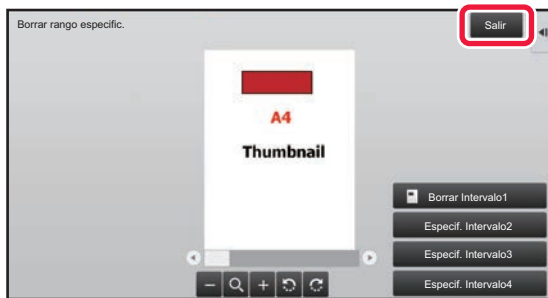 Borrar rango especific.
Salir
A4
Thumbnail
Borrar Intervalo1
Especif. Intervalo2
Especif. Intervalo3
Especif. Intervalo4